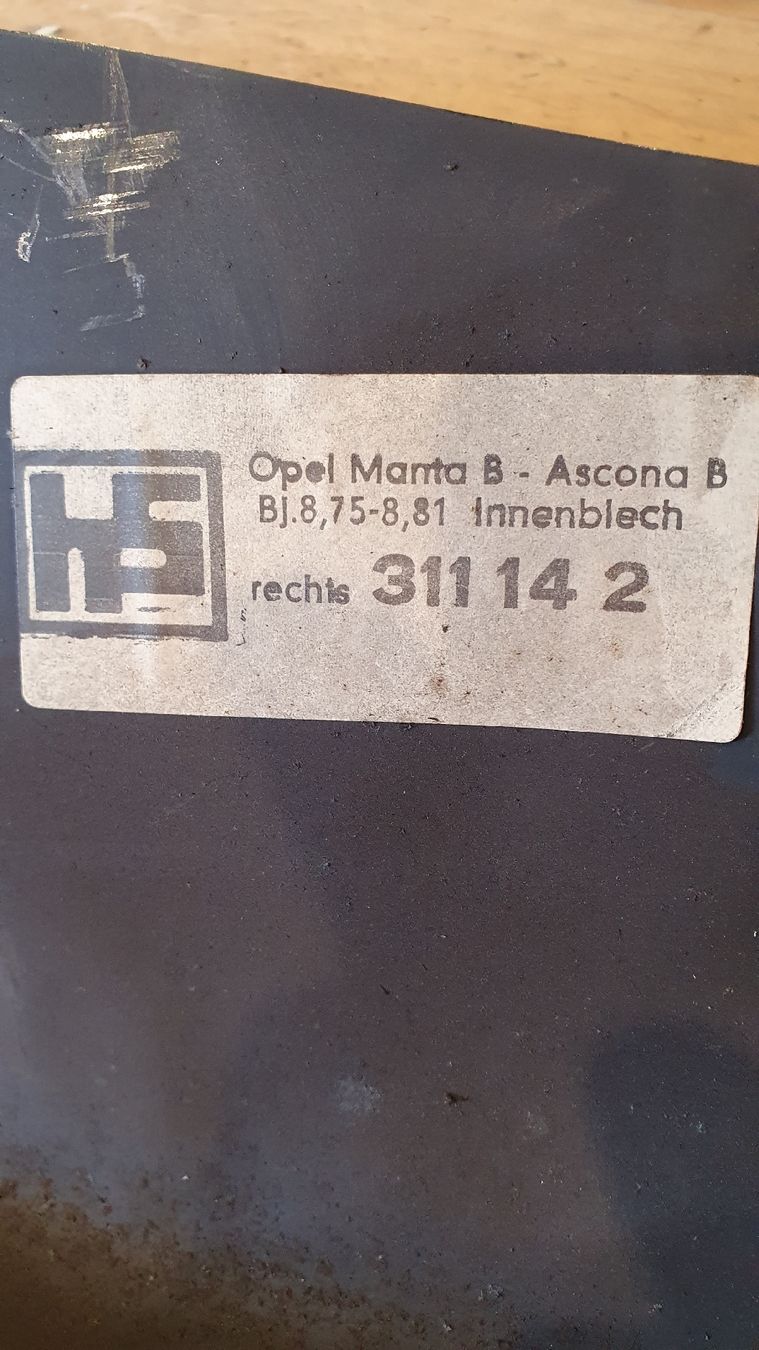 HS
Opel Manta B - Ascona B
Bj.8,75-8,81 Innenblech
rechts 311 14 2